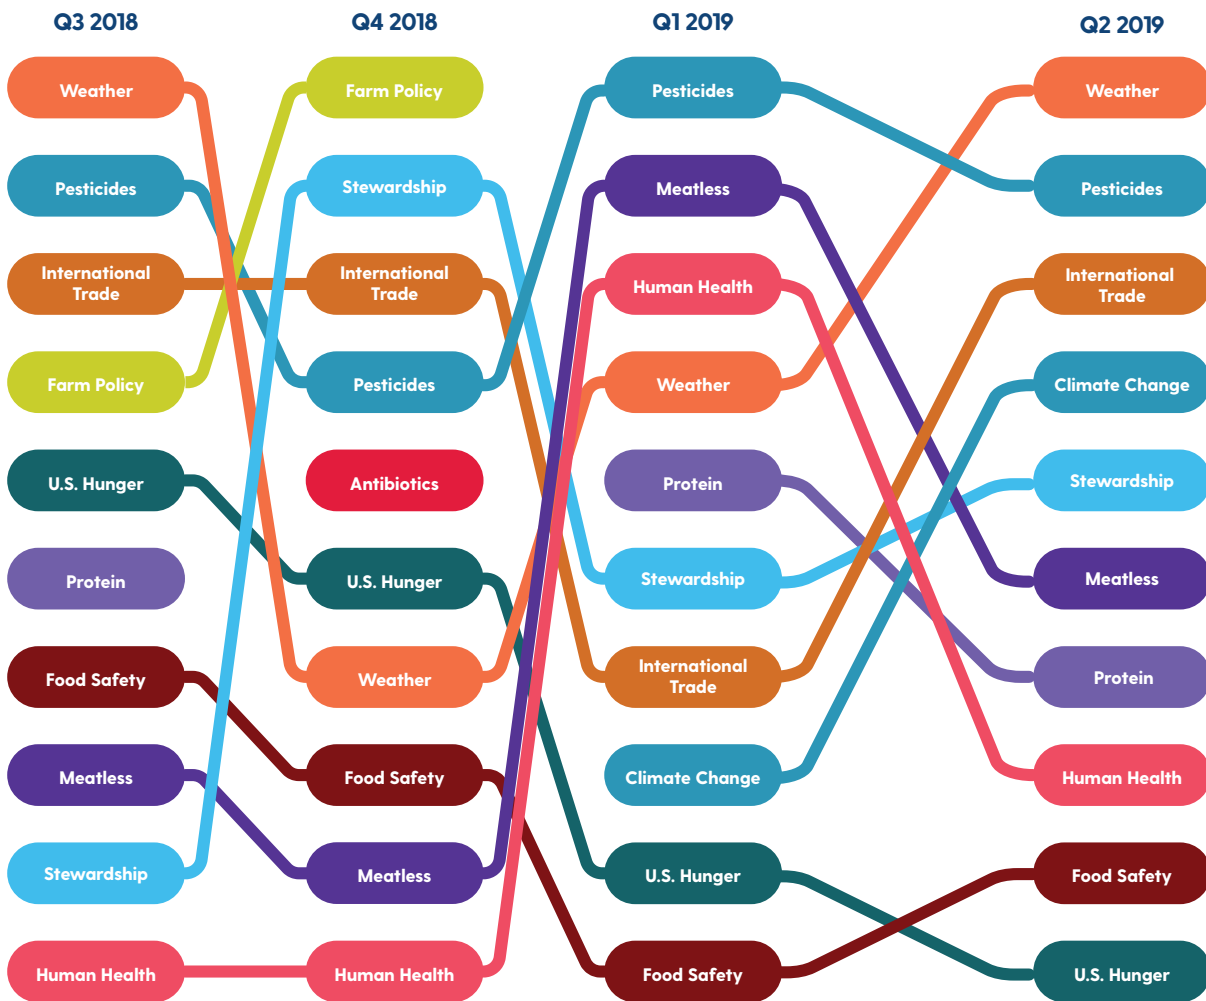 Q3 2018
Q4 2018
Q1 2019
Q2 2019
Weather
Farm Policy
Pesticides
Weather
Pesticides
Stewardship
Meatless
Pesticides
International
Trade
International
Trade
Human Health
International
Trade
Farm Policy
Pesticides
Weather
Climate Change
U.S. Hunger
Antibiotics
Protein
Stewardship
Protein
U.S. Hunger
Stewardship
Meatless
Food Safety
Weather
International
Trade
Protein
Meatless
Food Safety
Climate Change
Human Health
Stewardship
Meatless
U.S. Hunger
Food Safety
Human Health
Human Health
Food Safety
U.S. Hunger